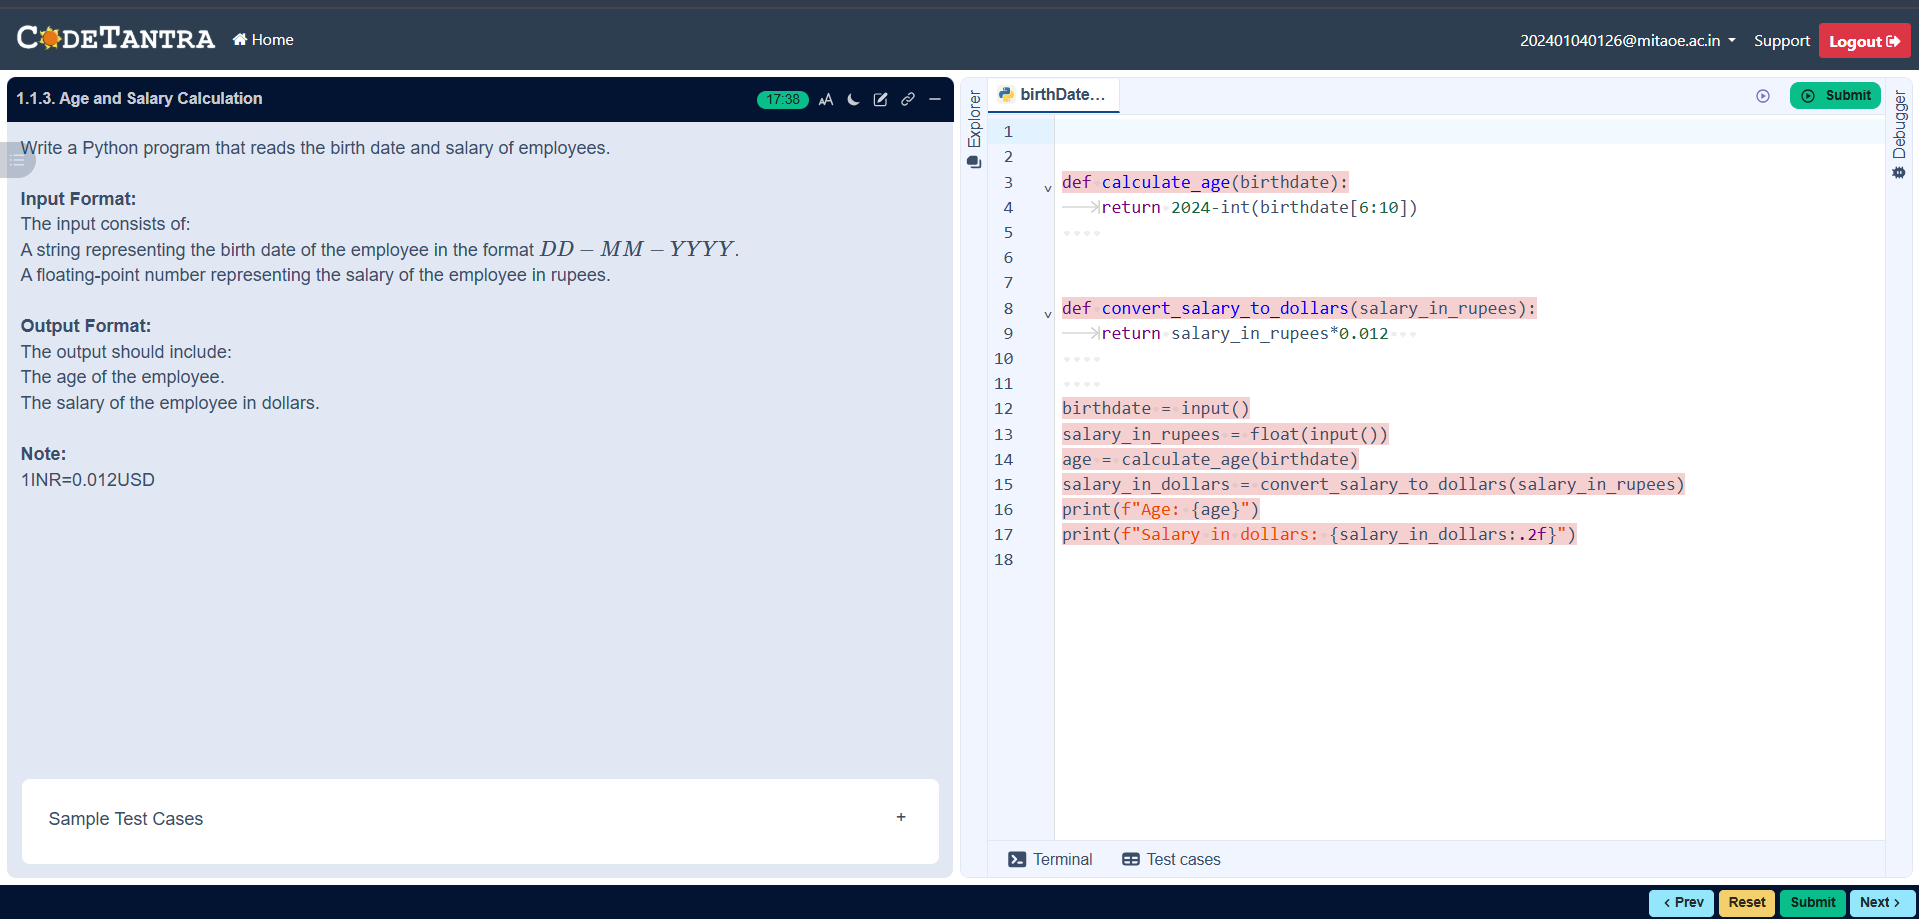 CODETANTRA Home
202401040126@mitaoe.ac.in Support Logout
1.1.3. Age and Salary Calculation
17:38 AA
Write a Python program that reads the birth date and salary of employees.
Input Format:
The input consists of:
A string representing the birth date of the employee in the format DD − MM − YYYY.
A floating-point number representing the salary of the employee in rupees.
Output Format:
The output should include:
The age of the employee.
The salary of the employee in dollars.
Note:
1INR=0.012USD
Sample Test Cases +
Explorer
birthDate...
Submit
Debugger
1
2
3 def calculate_age(birthdate):
4 return 2024-int(birthdate[6:10])
5
6
7
8 def convert_salary_to_dollars(salary_in_rupees):
9 return salary_in_rupees*0.012
10
11
12 birthdate = input()
13 salary_in_rupees = float(input())
14 age = calculate_age(birthdate)
15 salary_in_dollars = convert_salary_to_dollars(salary_in_rupees)
16 print(f"Age: {age}")
17 print(f"Salary in dollars: {salary_in_dollars:.2f}")
18
Terminal Test cases
< Prev Reset Submit Next >